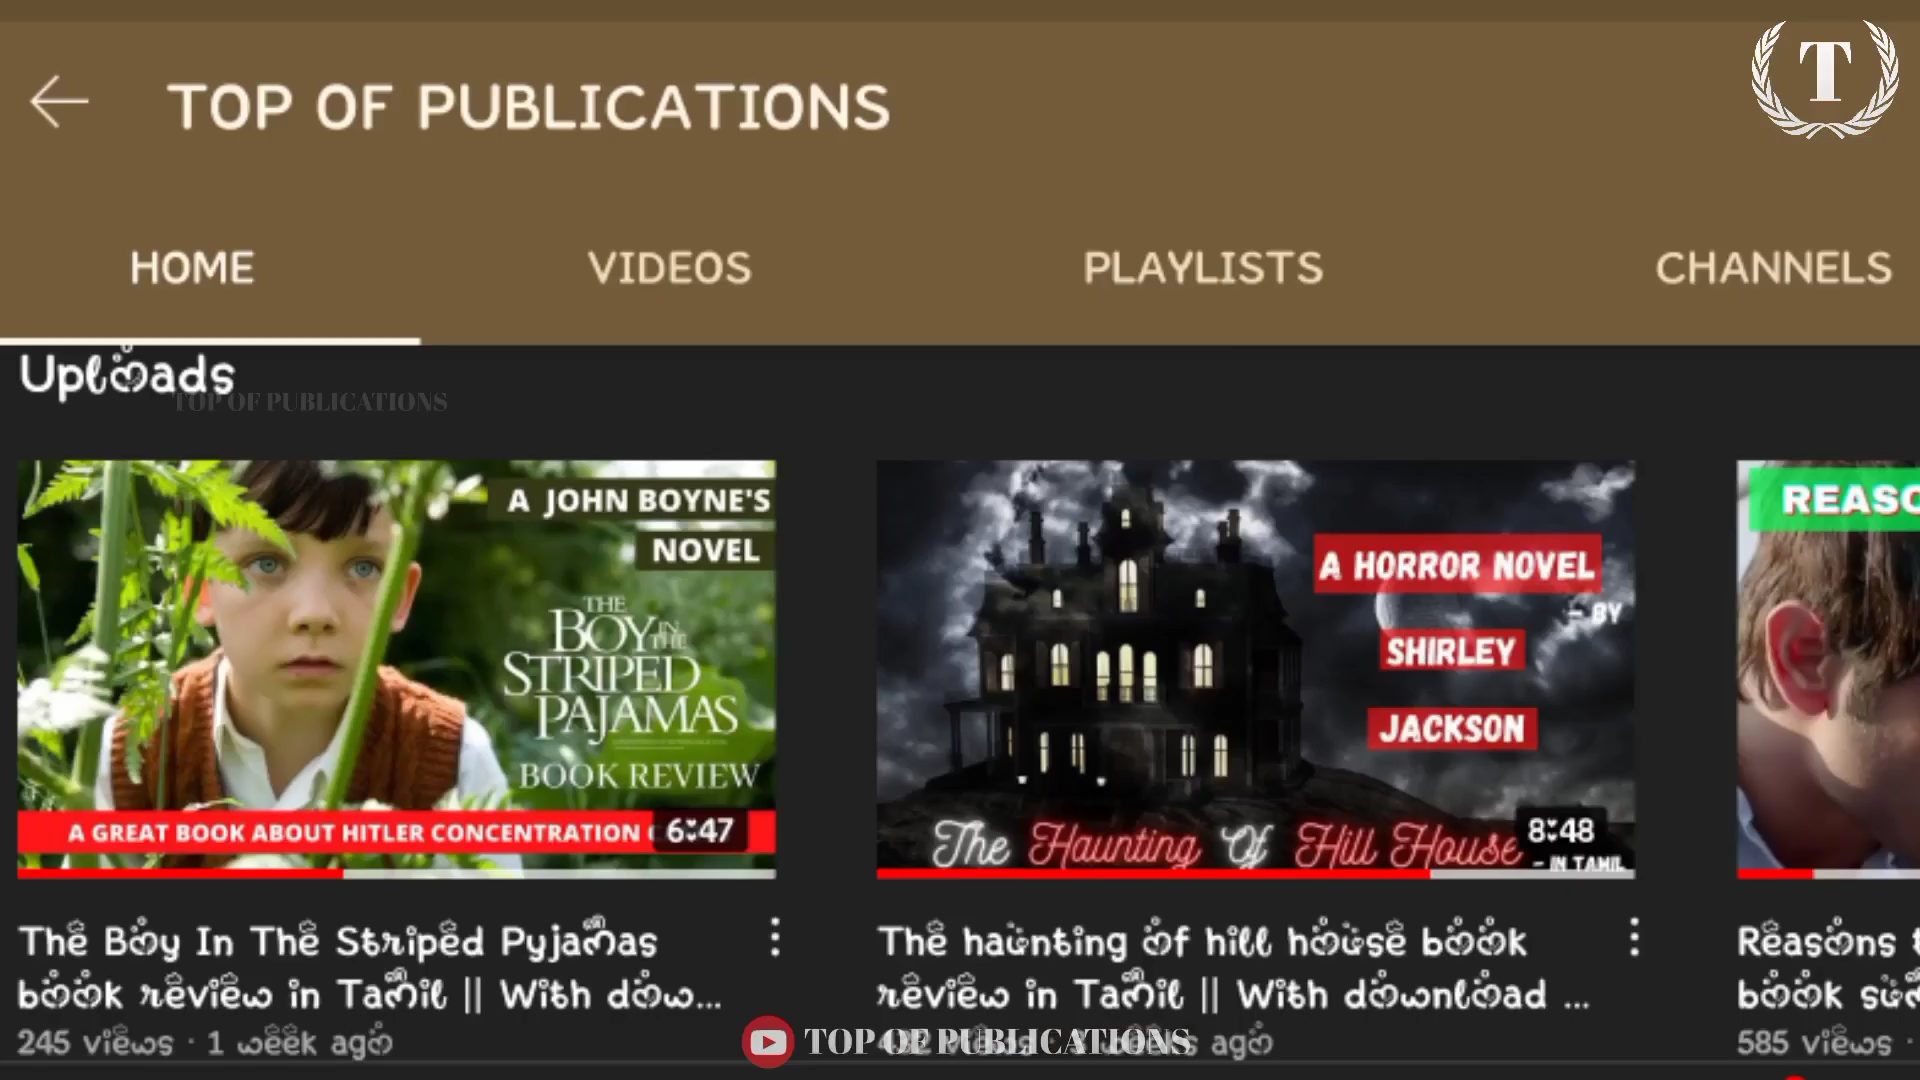 TOP OF PUBLICATIONS
T
HOME
VIDEOS
PLAYLISTS
CHANNELS
Uploads
TOP OF PUBLICATIONS
A JOHN BOYNE'S
NOVEL
THE
BOY IN THE
STRIPED
PAJAMAS
BOOK REVIEW
A GREAT BOOK ABOUT HITLER CONCENTRATION
6:47
The Boy In The Striped Pyjamas
book review in Tamil || With dow...
245 views · 1 week ago
A HORROR NOVEL
- BY
SHIRLEY
JACKSON
The Haunting Of Hill House
8:48
- IN TAMIL
The haunting of hill house book
review in Tamil || With download ...
ago
TOP OF PUBLICATIONS
REASO
Reasons
book
585 views ·